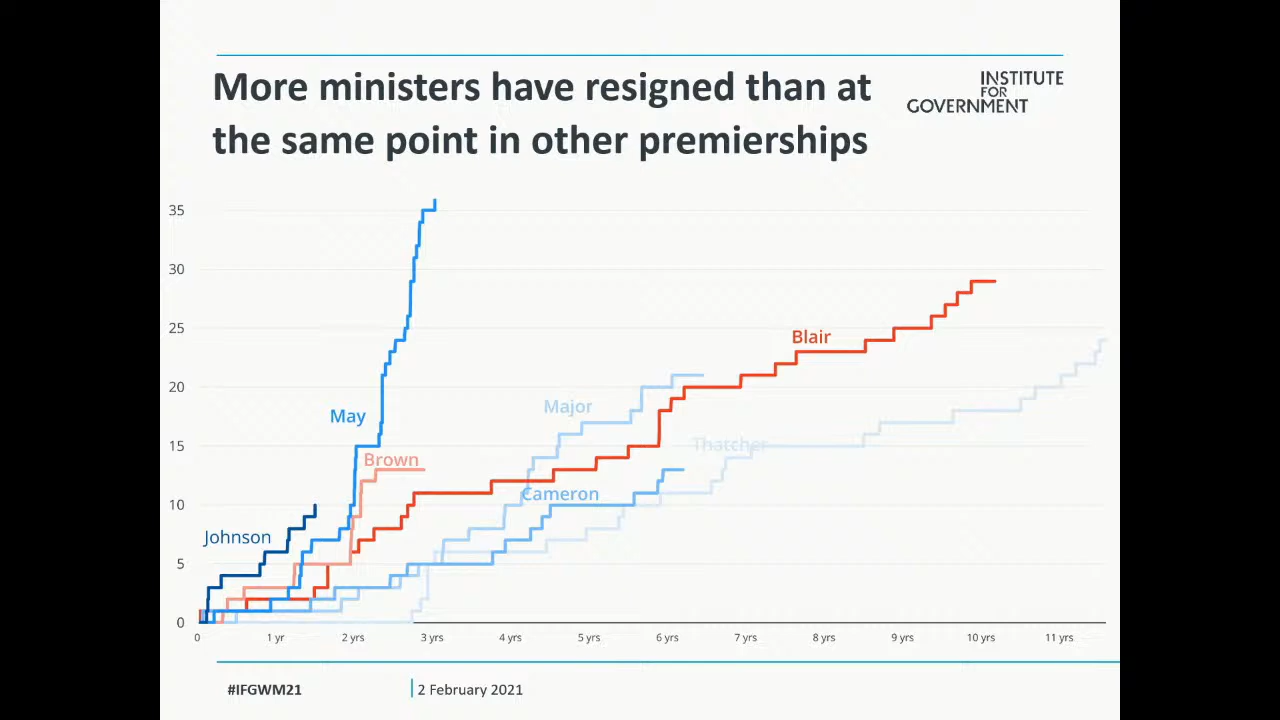 More ministers have resigned than at
the same point in other premierships
INSTITUTE
FOR
GOVERNMENT
35
30
25
20
15
10
5
0
Blair
Major
May
Thatcher
Brown
Cameron
Johnson
0 1 yr 2 yrs 3 yrs 4 yrs 5 yrs 6 yrs 7 yrs 8 yrs 9 yrs 10 yrs 11 yrs
#IFGWM21
2 February 2021